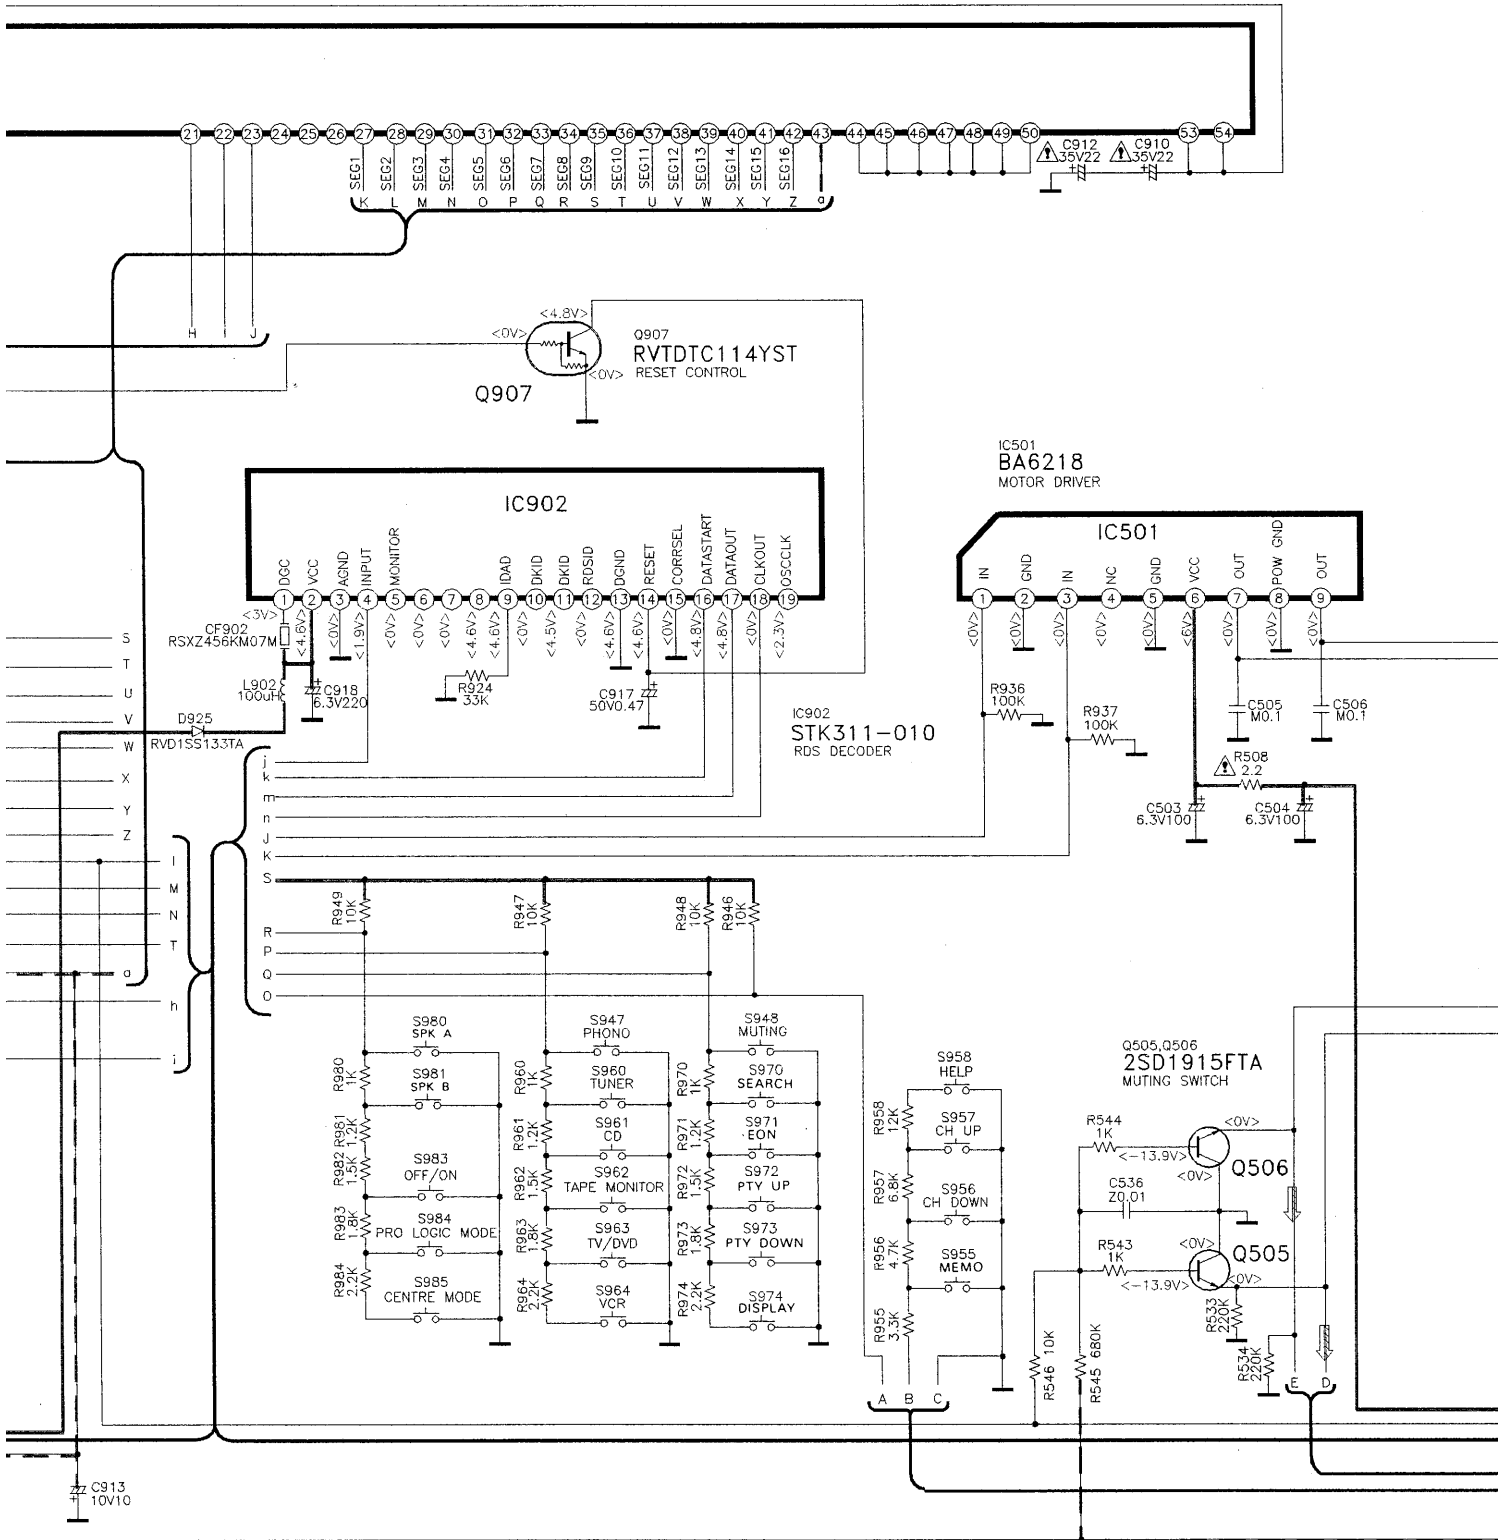 21 22 23 24 25 26 27 28 29 30 31 32 33 34 35 36 37 38 39 40 41 42 43 44 45 46 47 48 49 50 53 54
C912 35V22
C910 35V22
SEG1 SEG2 SEG3 SEG4 SEG5 SEG6 SEG7 SEG8 SEG9 SEG10 SEG11 SEG12 SEG13 SEG14 SEG15 SEG16
K L M N O P Q R S T U V W X Y Z a
H I J
<4.8V>
<0V>
<0V>
Q907
Q907
RVTDTC114YST
RESET CONTROL
IC501
BA6218
MOTOR DRIVER
IC902
DGC VCC AGND INPUT MONITOR IDAD DKID DKID RDSID DGND RESET CORRSEL DATASTART DATAOUT CLKOUT OSCCLK
1 2 3 4 5 6 7 8 9 10 11 12 13 14 15 16 17 18 19
<3V> <4.6V> <0V> <1.9V> <0V> <0V> <0V> <4.6V> <4.6V> <0V> <4.5V> <0V> <4.6V> <4.6V> <0V> <4.8V> <4.8V> <0V> <2.3V>
IC501
IN GND IN NC GND VCC OUT POW GND OUT
1 2 3 4 5 6 7 8 9
<0V> <0V> <0V> <0V> <0V> <6V> <0V> <0V> <0V>
CF902
RSXZ456KM07M
L902
100uH
C918
6.3V220
D925
RVD1SS133TA
R924
33K
C917
50V0.47
IC902
STK311-010
RDS DECODER
R936
100K
R937
100K
C505
M0.1
C506
M0.1
R508
2.2
C503
6.3V100
C504
6.3V100
S
T
U
V
W
X
Y
Z
I
M
N
T
a
h
i
j
k
m
n
J
K
S
R
P
Q
O
R949 10K
R947 10K
R948 10K
R946 10K
S980
SPK A
S981
SPK B
S983
OFF/ON
S984
PRO LOGIC MODE
S985
CENTRE MODE
R980 1K
R981 1.2K
R982 1.5K
R983 1.8K
R984 2.2K
S947
PHONO
S960
TUNER
S961
CD
S962
TAPE MONITOR
S963
TV/DVD
S964
VCR
R960 1K
R961 1.2K
R962 1.5K
R963 1.8K
R964 2.2K
S948
MUTING
S970
SEARCH
S971
EON
S972
PTY UP
S973
PTY DOWN
S974
DISPLAY
R970 1K
R971 1.2K
R972 1.5K
R973 1.8K
R974 2.2K
S958
HELP
S957
CH UP
S956
CH DOWN
S955
MEMO
R958 12K
R957 6.8K
R956 4.7K
R955 3.3K
A B C
Q505,Q506
2SD1915FTA
MUTING SWITCH
R544
1K
<0V>
<-13.9V>
<0V>
Q506
C536
Z0.01
R543
1K
<0V>
Q505
<-13.9V>
<0V>
R533 220K
R534 220K
R546 10K
R545 680K
E D
C913
10V10